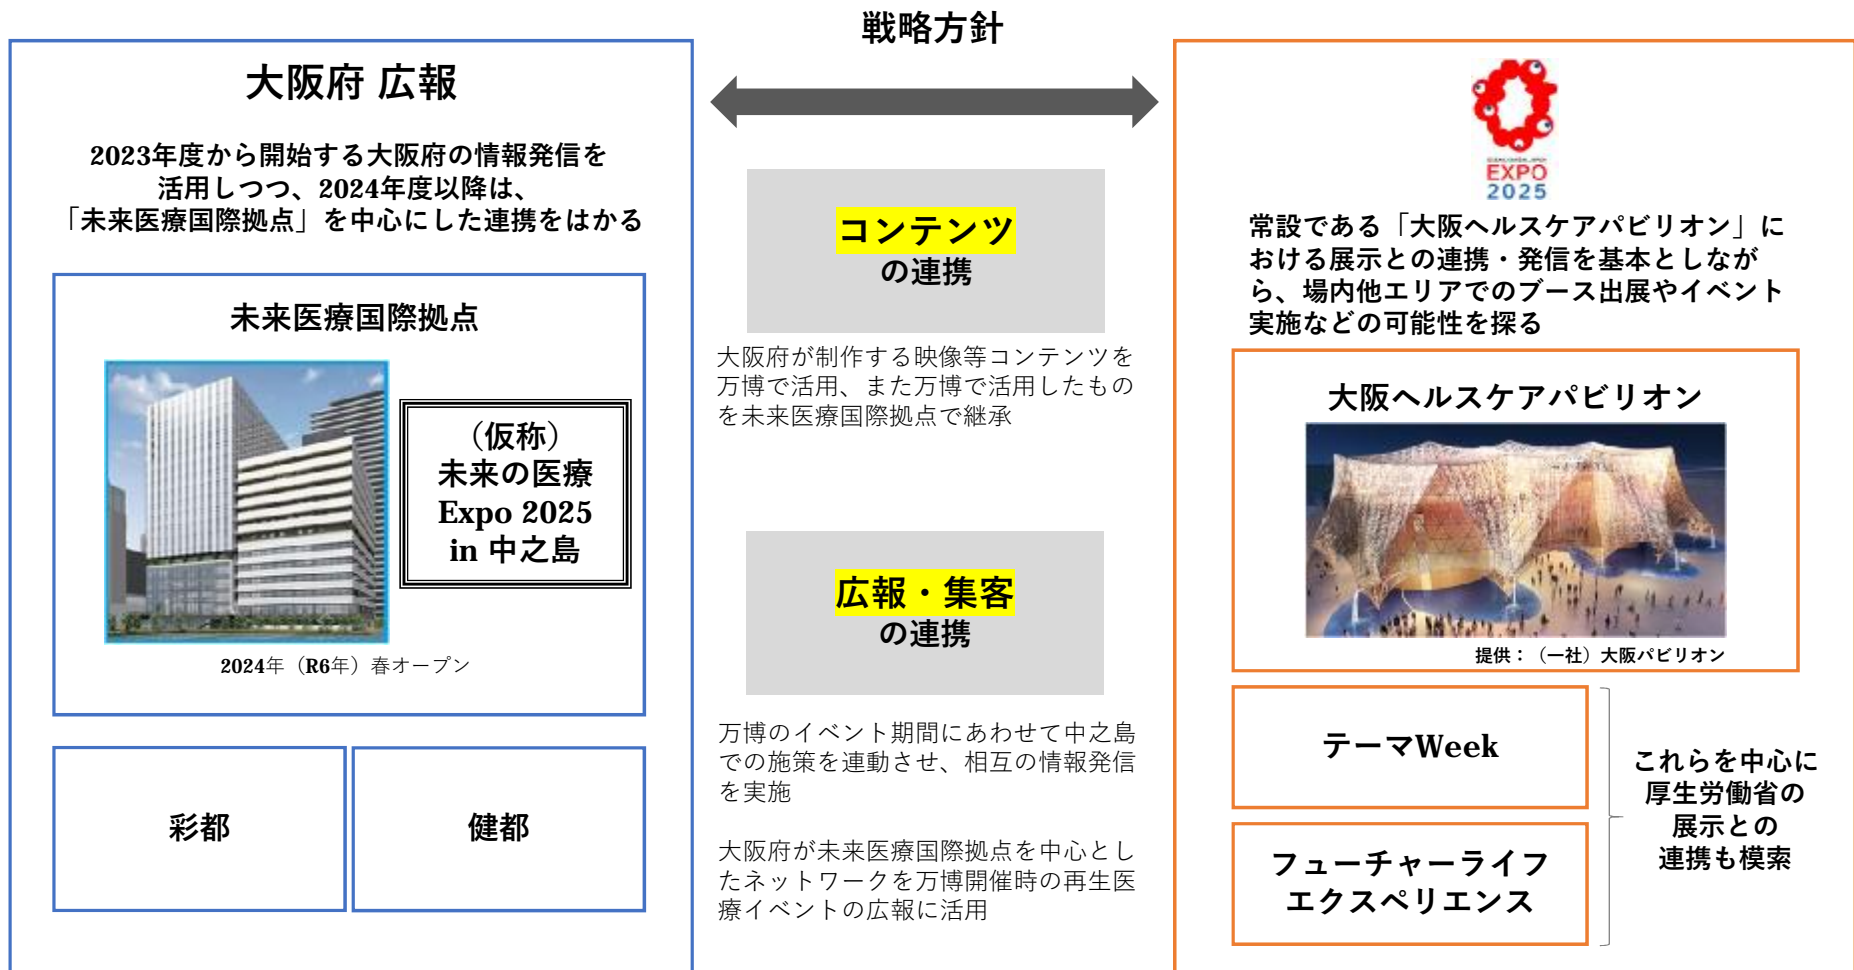 戦略方針
大阪府 広報
2023年度から開始する大阪府の情報発信を
活用しつつ、2024年度以降は、
「未来医療国際拠点」を中心にした連携をはかる
未来医療国際拠点
（仮称）
未来の医療
Expo 2025
in 中之島
2024年（R6年）春オープン
彩都
健都
コンテンツ
の連携
大阪府が制作する映像等コンテンツを
万博で活用、また万博で活用したもの
を未来医療国際拠点で継承
広報・集客
の連携
万博のイベント期間にあわせて中之島
での施策を連動させ、相互の情報発信
を実施
大阪府が未来医療国際拠点を中心とし
たネットワークを万博開催時の再生医
療イベントの広報に活用
EXPO
2025
常設である「大阪ヘルスケアパビリオン」に
おける展示との連携・発信を基本としなが
ら、場内他エリアでのブース出展やイベント
実施などの可能性を探る
大阪ヘルスケアパビリオン
提供：（一社）大阪パビリオン
テーマWeek
フューチャーライフ
エクスペリエンス
これらを中心に
厚生労働省の
展示との
連携も模索